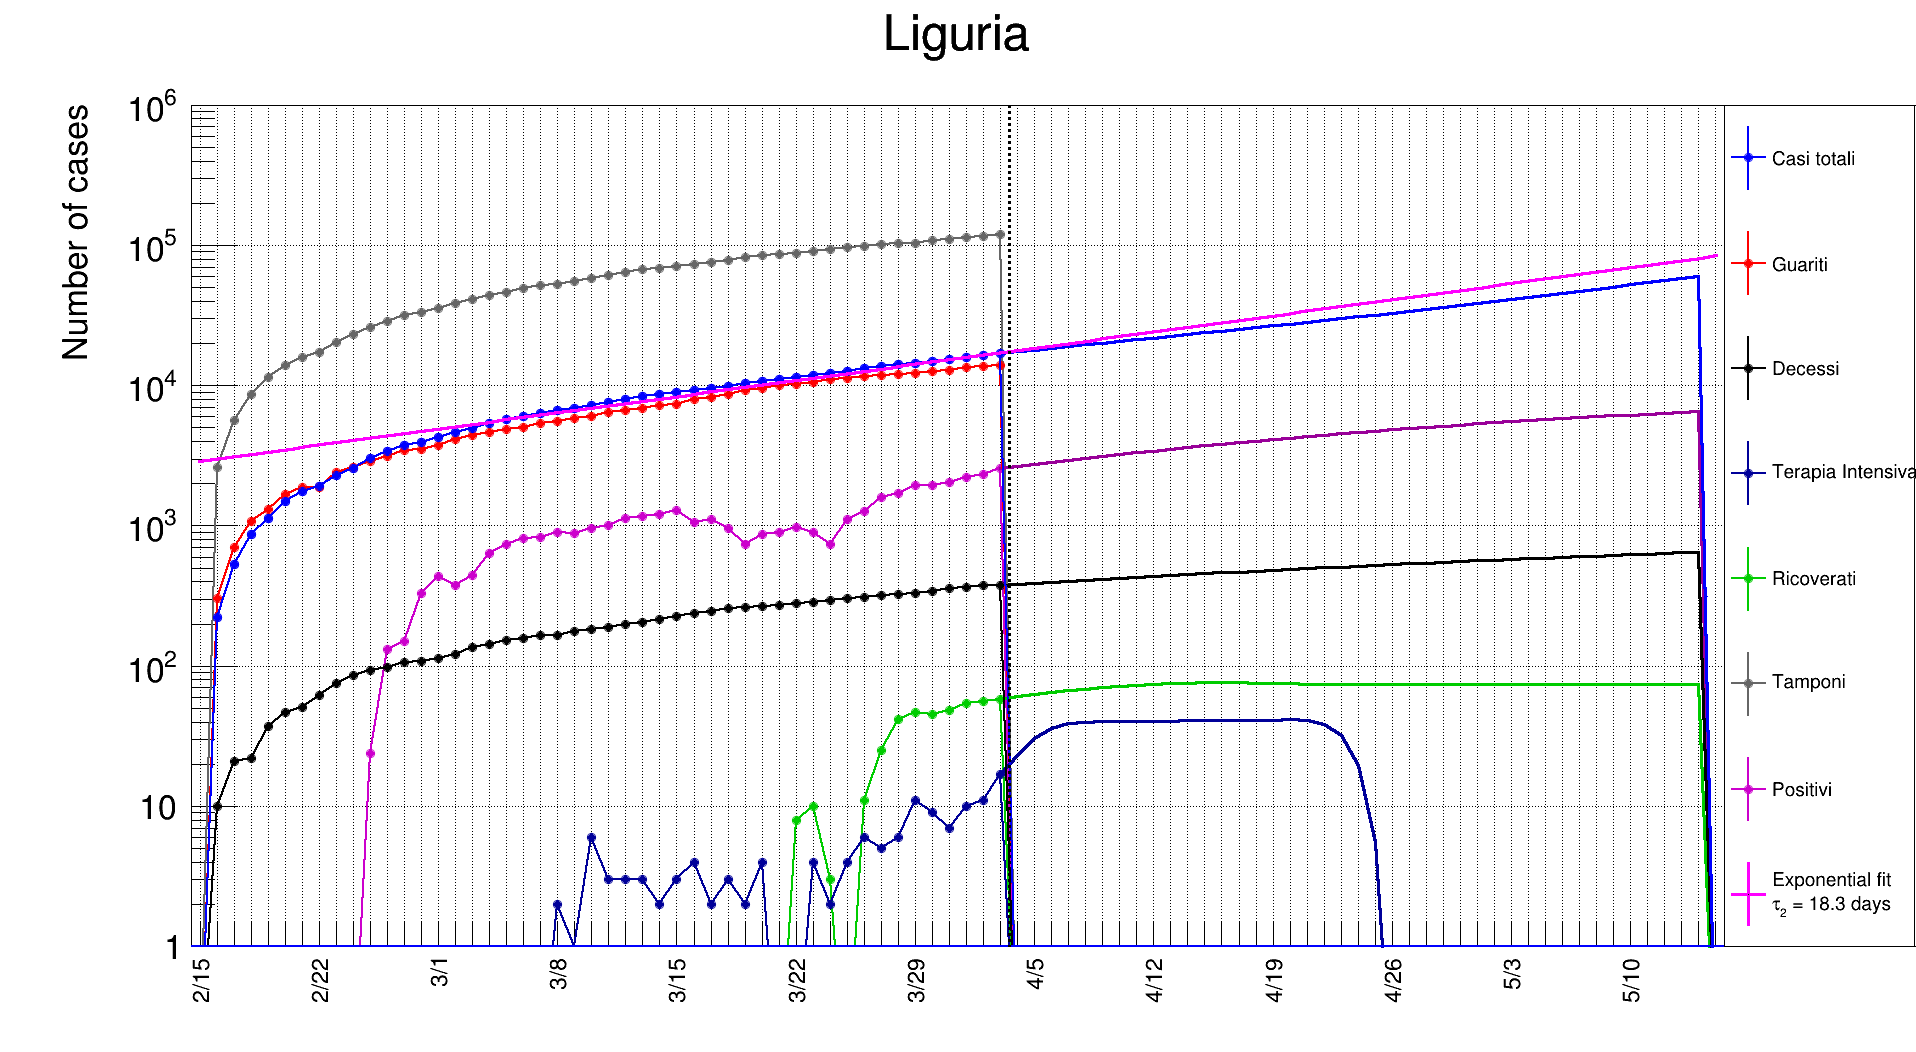 Liguria
Number of cases
10^6
10^5
10^4
10^3
10^2
10
1
2/15
2/22
3/1
3/8
3/15
3/22
3/29
4/5
4/12
4/19
4/26
5/3
5/10
Casi totali
Guariti
Decessi
Terapia Intensiva
Ricoverati
Tamponi
Positivi
Exponential fit
τ₂ = 18.3 days